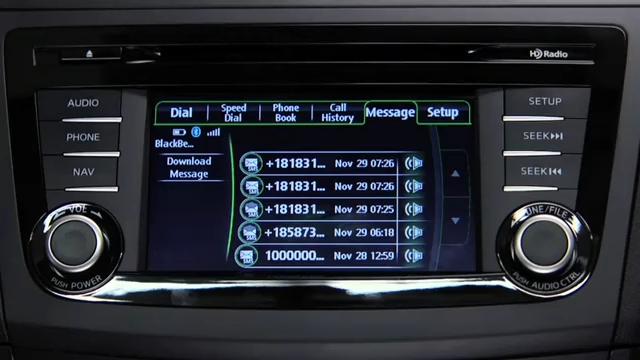 HD Radio
AUDIO
PHONE
NAV
VOL
PUSH POWER
Dial
Speed Dial
Phone Book
Call History
Message
Setup
BlackBe...
Download Message
+181831... Nov 29 07:26
+181831... Nov 29 07:26
+181831... Nov 29 07:25
+185873... Nov 29 06:18
1000000... Nov 28 12:59
SETUP
SEEK
SEEK
TUNE/FILE
PUSH AUDIO CTRL